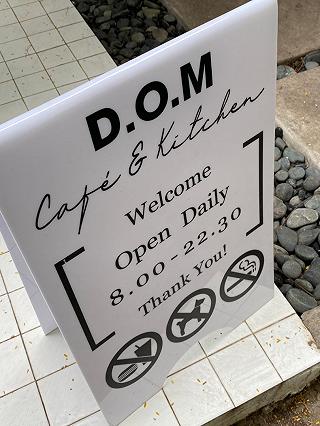 D.O.M
Café & Kitchen
Welcome
Open Daily
8.00-22.30
Thank You!